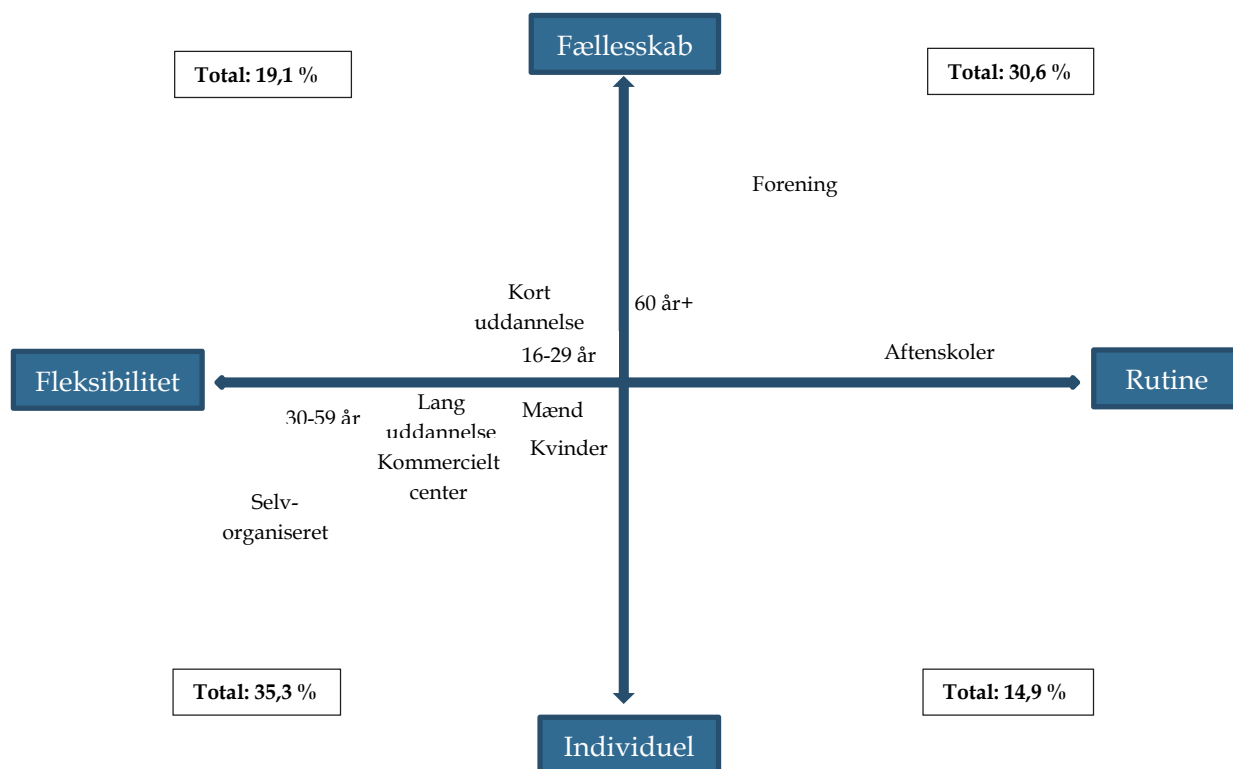 Fællesskab
Total: 19,1 %
Total: 30,6 %
Forening
Kort
uddannelse
60 år+
16-29 år
Aftenskoler
Fleksibilitet
Rutine
30-59 år
Lang
uddannelse
Mænd
Kvinder
Kommercielt
center
Selv-
organiseret
Total: 35,3 %
Total: 14,9 %
Individuel